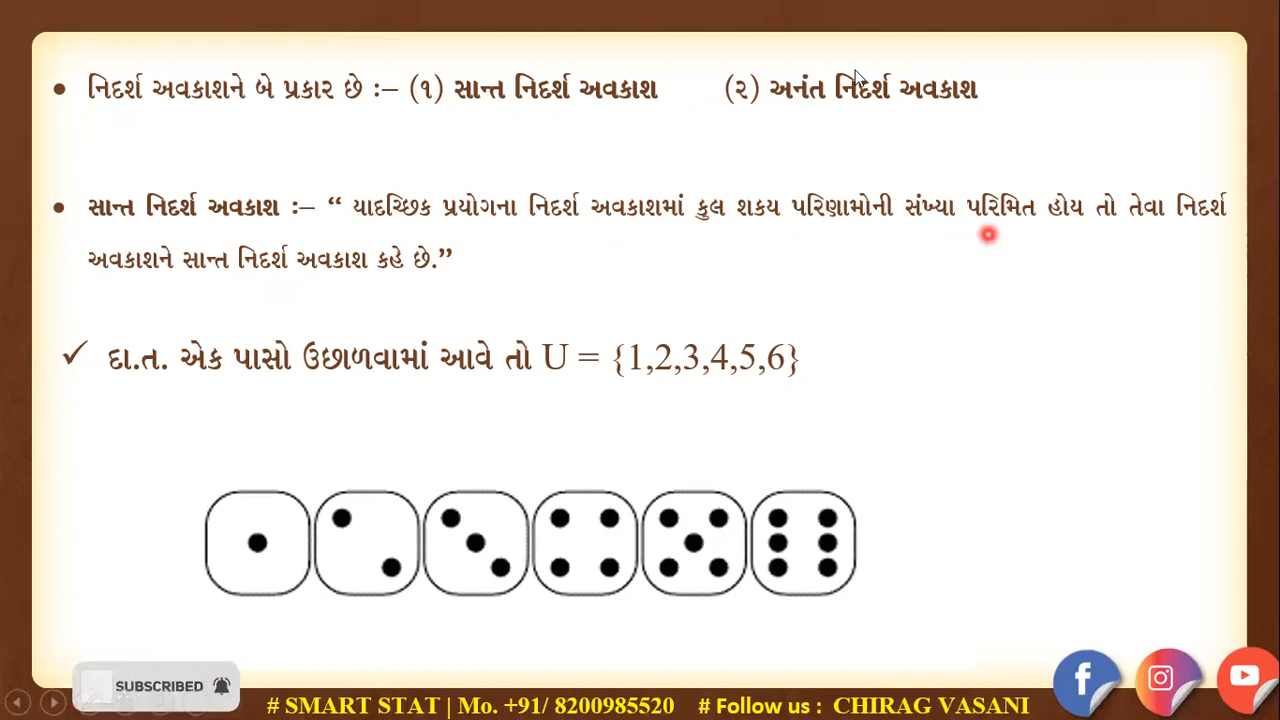 • નિદર્શ અવકાશને બે પ્રકાર છે :– (૧) સાન્ત નિદર્શ અવકાશ (૨) અનંત નિદર્શ અવકાશ
• સાન્ત નિદર્શ અવકાશ :– “ યાદચ્છિક પ્રયોગના નિદર્શ અવકાશમાં કુલ શકય પરિણામોની સંખ્યા પરિમિત હોય તો તેવા નિદર્શ
અવકાશને સાન્ત નિદર્શ અવકાશ કહે છે.”
✓ દા.ત. એક પાસો ઉછાળવામાં આવે તો U = {1,2,3,4,5,6}
SUBSCRIBED
# SMART STAT | Mo. +91/ 8200985520 # Follow us : CHIRAG VASANI